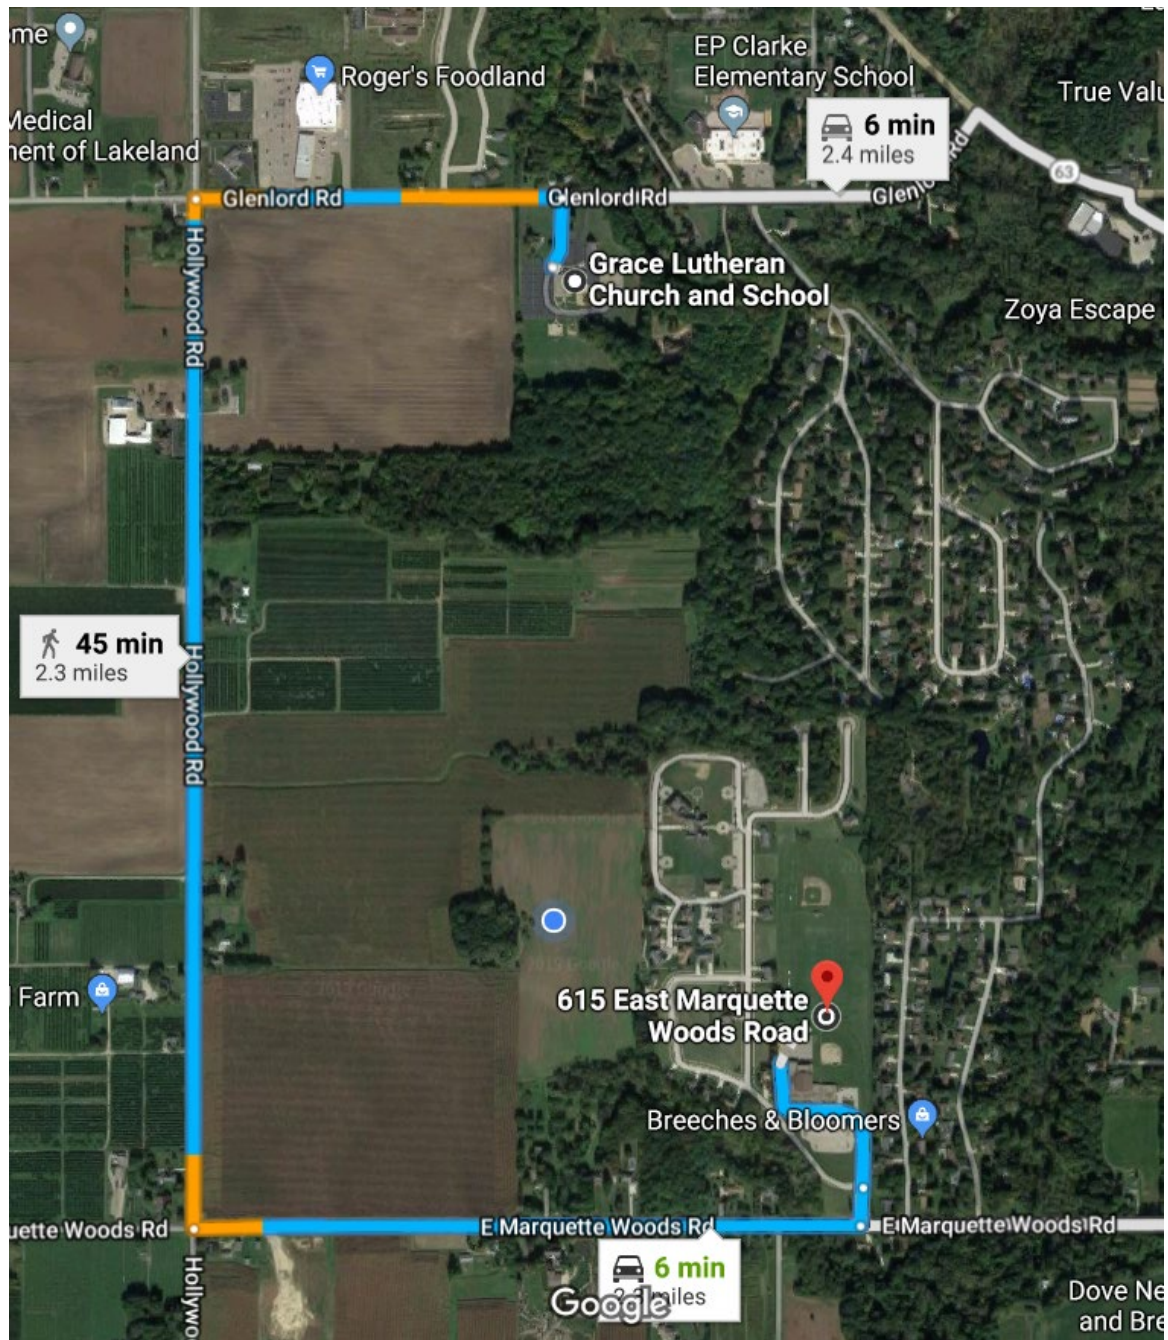 ome
Roger's Foodland
EP Clarke
Elementary School
True Valu
Medical
nent of Lakeland
6 min
2.4 miles
Rd
63
Glenlord Rd
Glenlord Rd
Glenlo
Hollywood Rd
Grace Lutheran
Church and School
Zoya Escape
45 min
2.3 miles
Hollywood Rd
l Farm
615 East Marquette
Woods Road
Breeches & Bloomers
uette Woods Rd
E Marquette Woods Rd
E Marquette Woods Rd
Hollywo
6 min
miles
Google
Dove Ne
and Bre